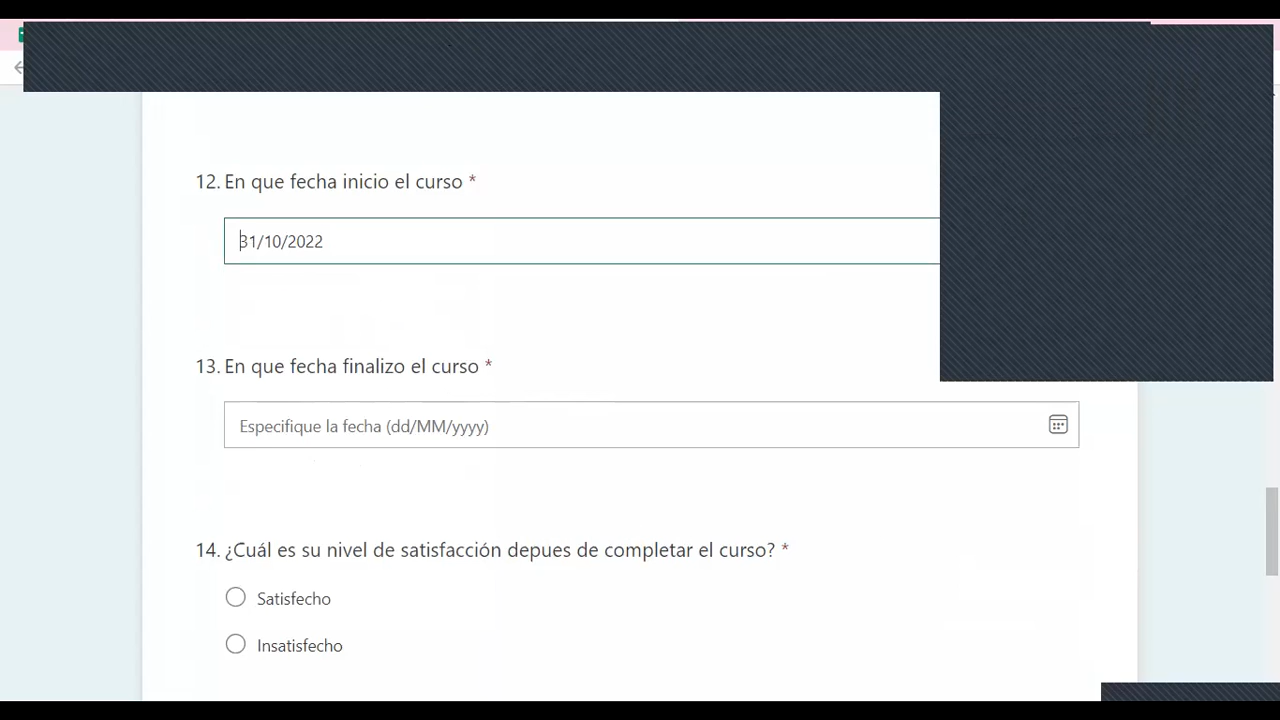 12. En que fecha inicio el curso *
31/10/2022
13. En que fecha finalizo el curso *
Especifique la fecha (dd/MM/yyyy)
14. ¿Cuál es su nivel de satisfacción depues de completar el curso? *
Satisfecho
Insatisfecho